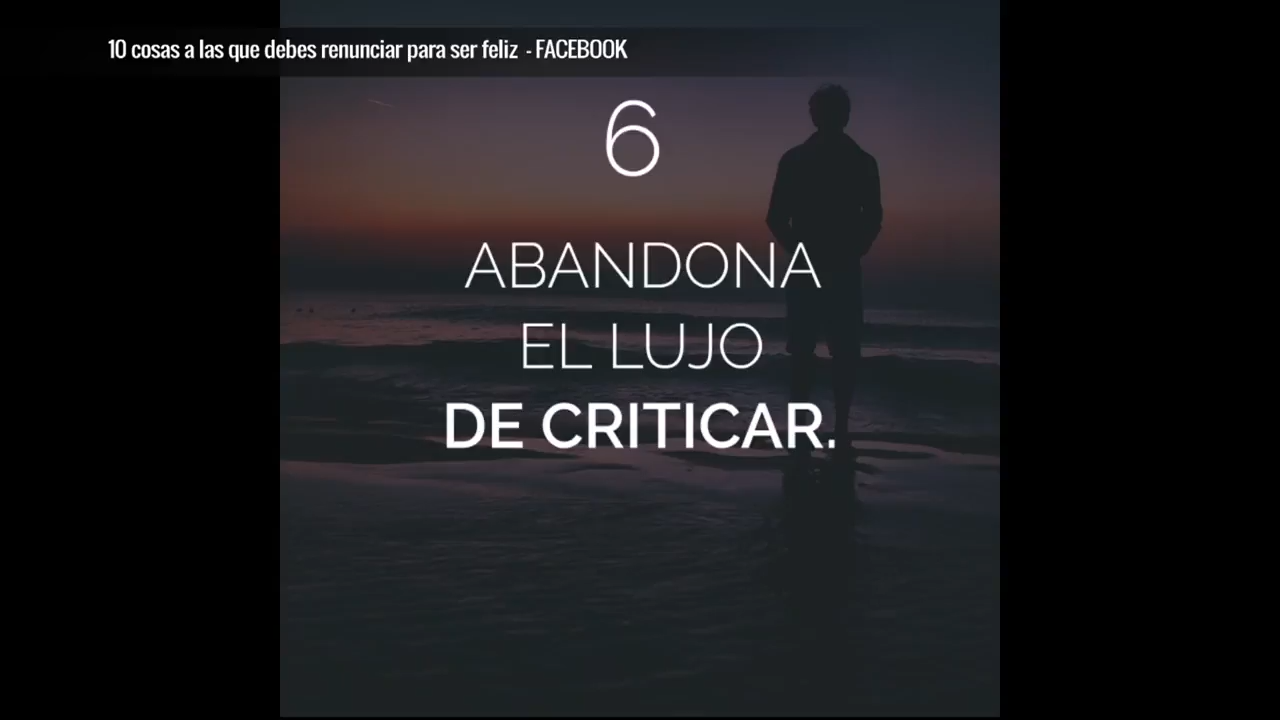 10 cosas a las que debes renunciar para ser feliz - FACEBOOK
6
ABANDONA
EL LUJO
DE CRITICAR.